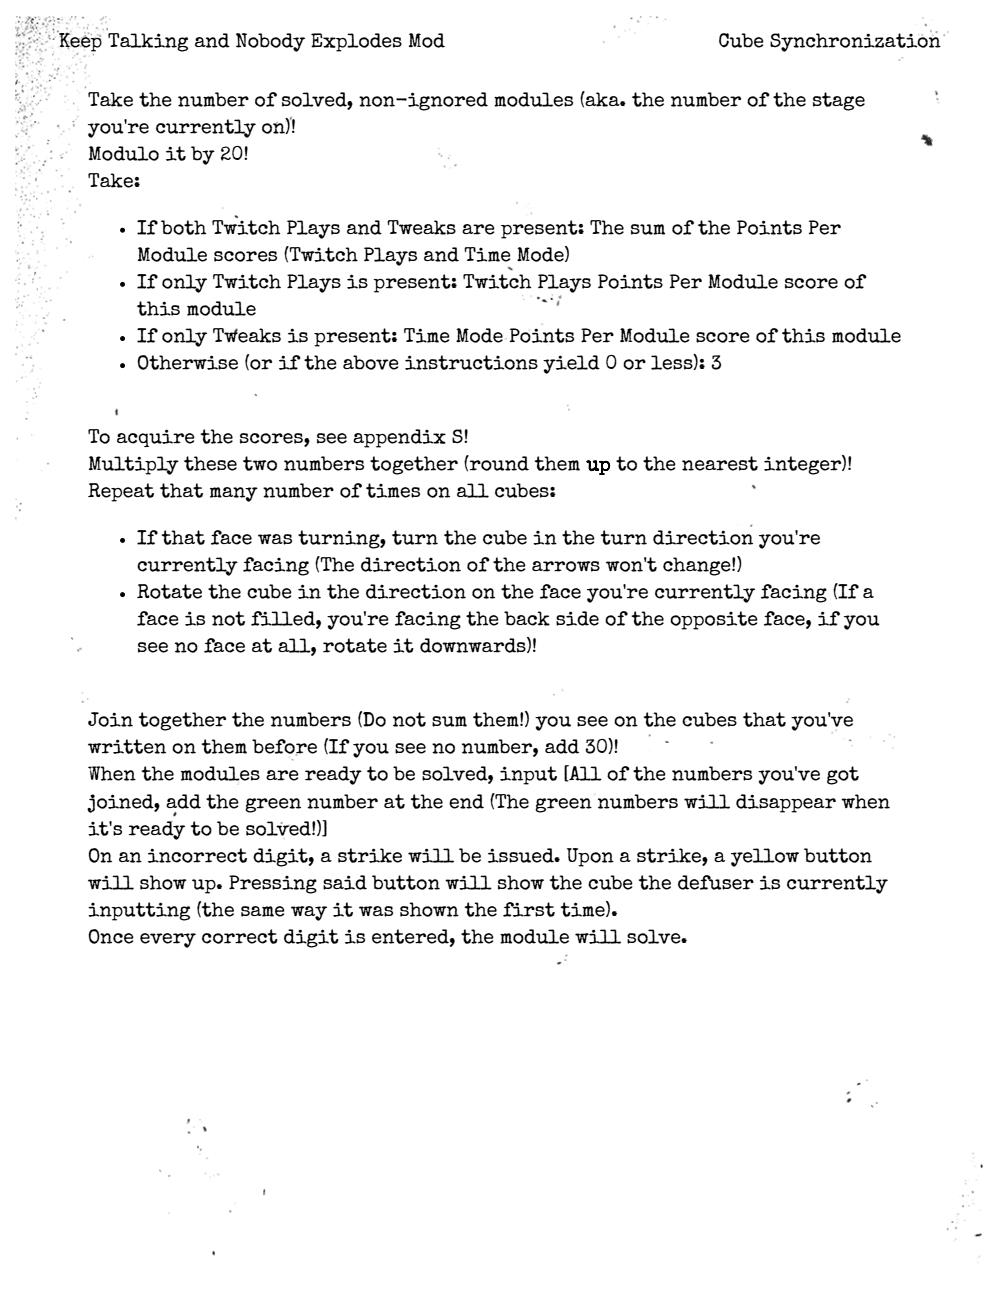 Keep Talking and Nobody Explodes Mod
Cube Synchronization
Take the number of solved, non-ignored modules (aka. the number of the stage
you're currently on)!
Modulo it by 20!
Take:
• If both Twitch Plays and Tweaks are present: The sum of the Points Per
Module scores (Twitch Plays and Time Mode)
• If only Twitch Plays is present: Twitch Plays Points Per Module score of
this module
• If only Tweaks is present: Time Mode Points Per Module score of this module
• Otherwise (or if the above instructions yield 0 or less): 3
To acquire the scores, see appendix S!
Multiply these two numbers together (round them up to the nearest integer)!
Repeat that many number of times on all cubes:
• If that face was turning, turn the cube in the turn direction you're
currently facing (The direction of the arrows won't change!)
• Rotate the cube in the direction on the face you're currently facing (If a
face is not filled, you're facing the back side of the opposite face, if you
see no face at all, rotate it downwards)!
Join together the numbers (Do not sum them!) you see on the cubes that you've
written on them before (If you see no number, add 30)!
When the modules are ready to be solved, input [All of the numbers you've got
joined, add the green number at the end (The green numbers will disappear when
it's ready to be solved!)]
On an incorrect digit, a strike will be issued. Upon a strike, a yellow button
will show up. Pressing said button will show the cube the defuser is currently
inputting (the same way it was shown the first time).
Once every correct digit is entered, the module will solve.